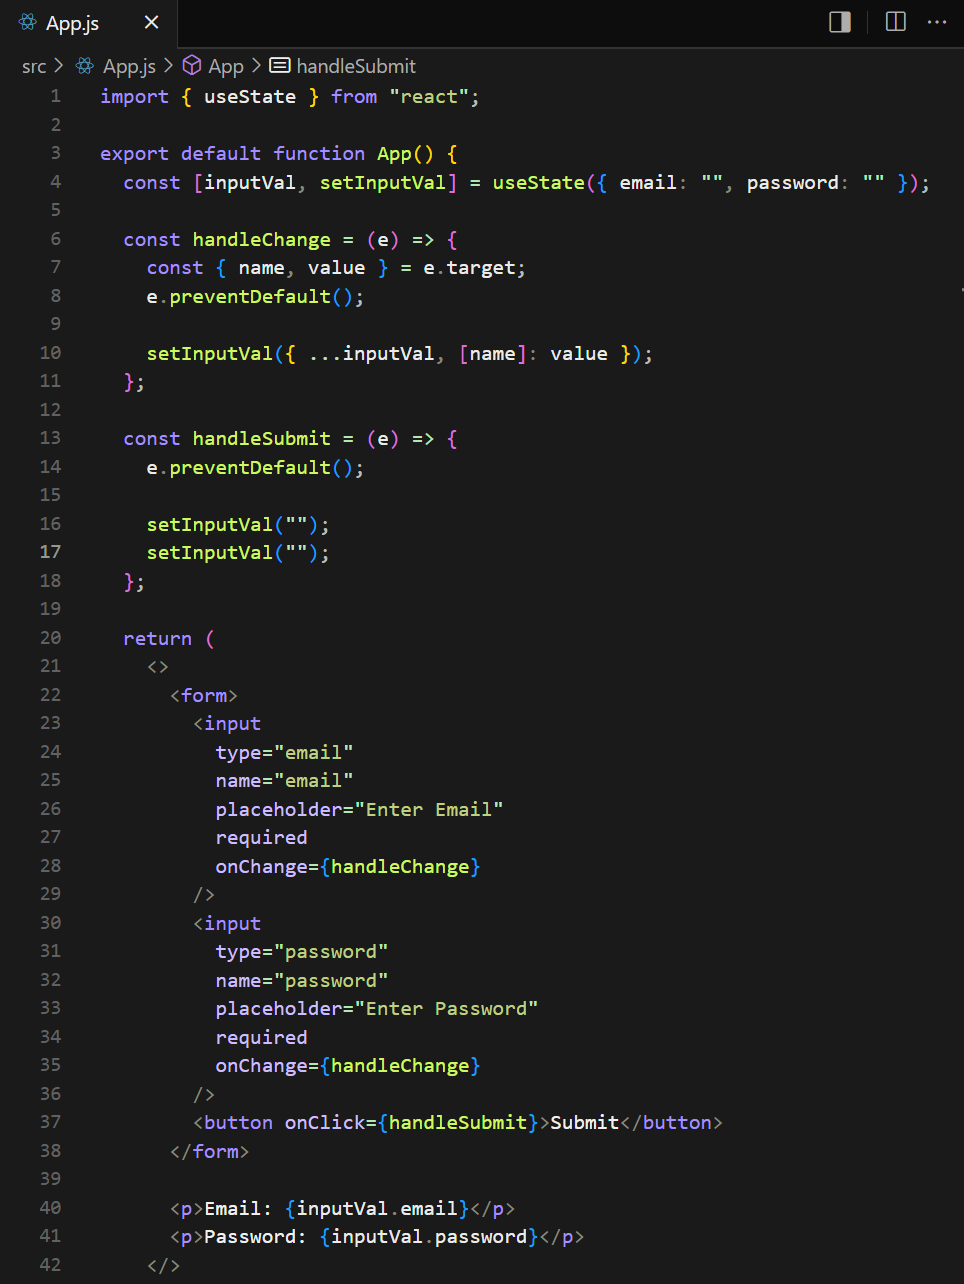 App.js
src > App.js > App > handleSubmit
1 import { useState } from "react";
2
3 export default function App() {
4 const [inputVal, setInputVal] = useState({ email: "", password: "" });
5
6 const handleChange = (e) => {
7 const { name, value } = e.target;
8 e.preventDefault();
9
10 setInputVal({ ...inputVal, [name]: value });
11 };
12
13 const handleSubmit = (e) => {
14 e.preventDefault();
15
16 setInputVal("");
17 setInputVal("");
18 };
19
20 return (
21 <>
22 <form>
23 <input
24 type="email"
25 name="email"
26 placeholder="Enter Email"
27 required
28 onChange={handleChange}
29 />
30 <input
31 type="password"
32 name="password"
33 placeholder="Enter Password"
34 required
35 onChange={handleChange}
36 />
37 <button onClick={handleSubmit}>Submit</button>
38 </form>
39
40 <p>Email: {inputVal.email}</p>
41 <p>Password: {inputVal.password}</p>
42 </>